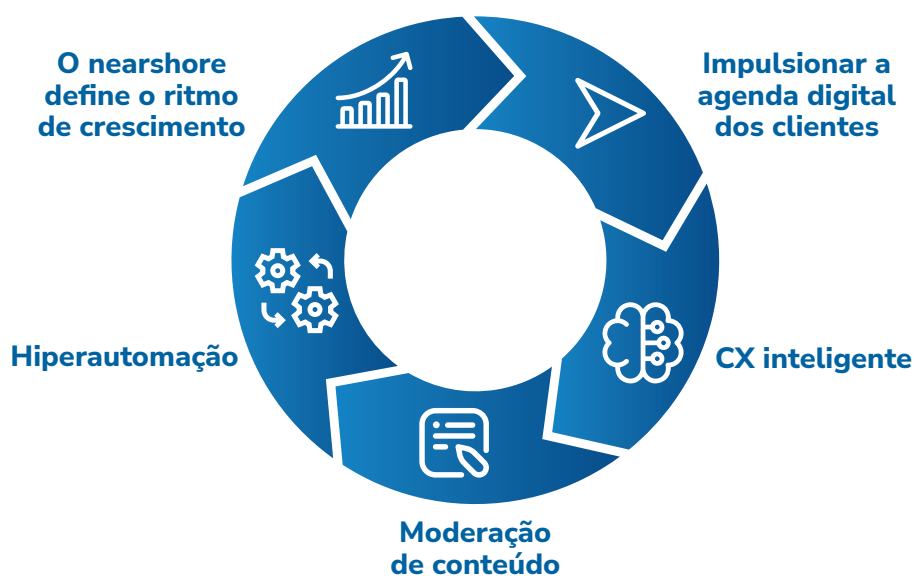 O nearshore
define o ritmo
de crescimento
Impulsionar a
agenda digital
dos clientes
Hiperautomação
CX inteligente
Moderação
de conteúdo